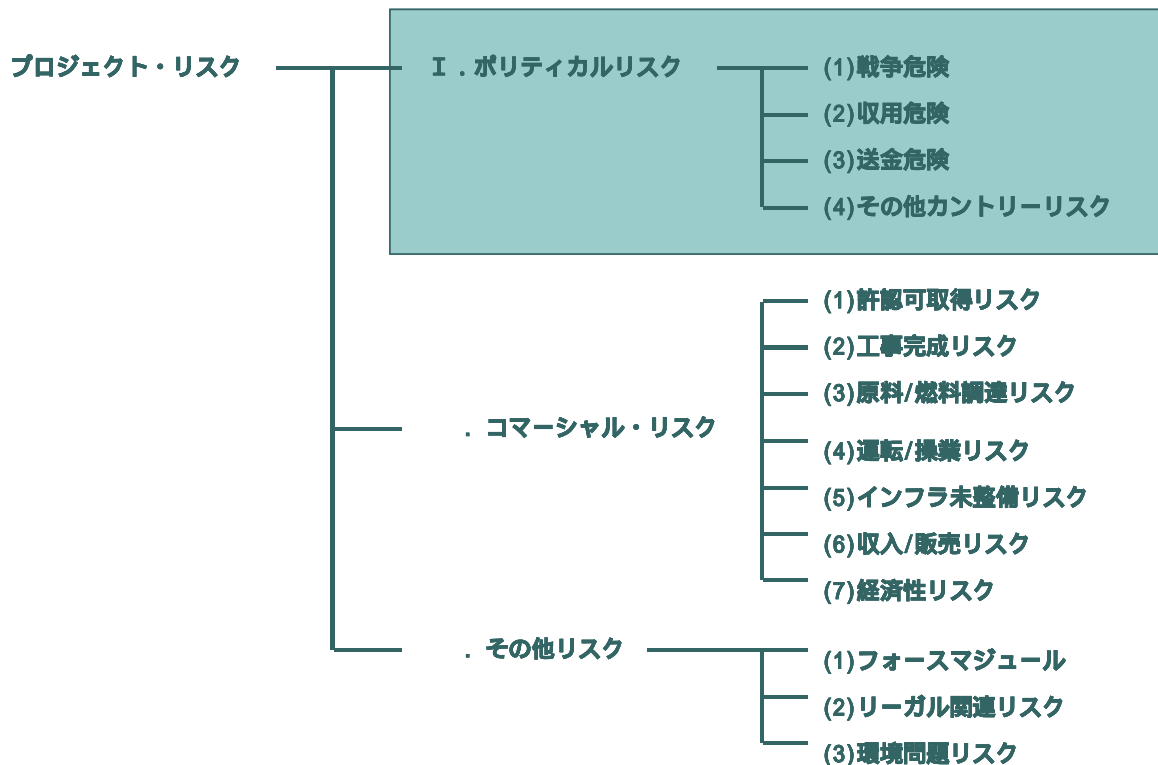 プロジェクト・リスク
Ⅰ．ポリティカルリスク
(1)戦争危険
(2)収用危険
(3)送金危険
(4)その他カントリーリスク
．コマーシャル・リスク
(1)許認可取得リスク
(2)工事完成リスク
(3)原料/燃料調達リスク
(4)運転/操業リスク
(5)インフラ未整備リスク
(6)収入/販売リスク
(7)経済性リスク
．その他リスク
(1)フォースマジュール
(2)リーガル関連リスク
(3)環境問題リスク